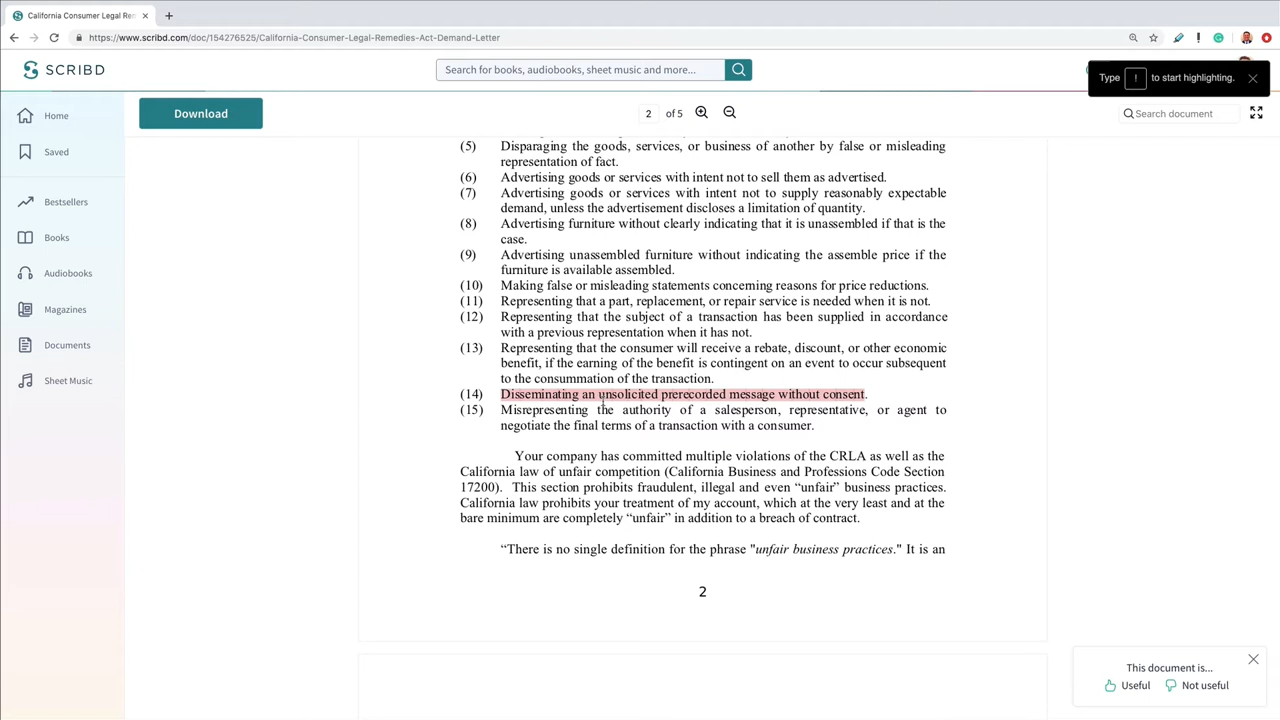 California Consumer Legal Rem
https://www.scribd.com/doc/154276525/California-Consumer-Legal-Remedies-Act-Demand-Letter
SCRIBD
Search for books, audiobooks, sheet music and more...
Type ! to start highlighting.
Home
Saved
Bestsellers
Books
Audiobooks
Magazines
Documents
Sheet Music
Download
2 of 5
Search document
(5) Disparaging the goods, services, or business of another by false or misleading
representation of fact.
(6) Advertising goods or services with intent not to sell them as advertised.
(7) Advertising goods or services with intent not to supply reasonably expectable
demand, unless the advertisement discloses a limitation of quantity.
(8) Advertising furniture without clearly indicating that it is unassembled if that is the
case.
(9) Advertising unassembled furniture without indicating the assemble price if the
furniture is available assembled.
(10) Making false or misleading statements concerning reasons for price reductions.
(11) Representing that a part, replacement, or repair service is needed when it is not.
(12) Representing that the subject of a transaction has been supplied in accordance
with a previous representation when it has not.
(13) Representing that the consumer will receive a rebate, discount, or other economic
benefit, if the earning of the benefit is contingent on an event to occur subsequent
to the consummation of the transaction.
(14) Disseminating an unsolicited prerecorded message without consent.
(15) Misrepresenting the authority of a salesperson, representative, or agent to
negotiate the final terms of a transaction with a consumer.
Your company has committed multiple violations of the CRLA as well as the
California law of unfair competition (California Business and Professions Code Section
17200). This section prohibits fraudulent, illegal and even “unfair” business practices.
California law prohibits your treatment of my account, which at the very least and at the
bare minimum are completely “unfair” in addition to a breach of contract.
“There is no single definition for the phrase "unfair business practices." It is an
2
This document is...
Useful
Not useful